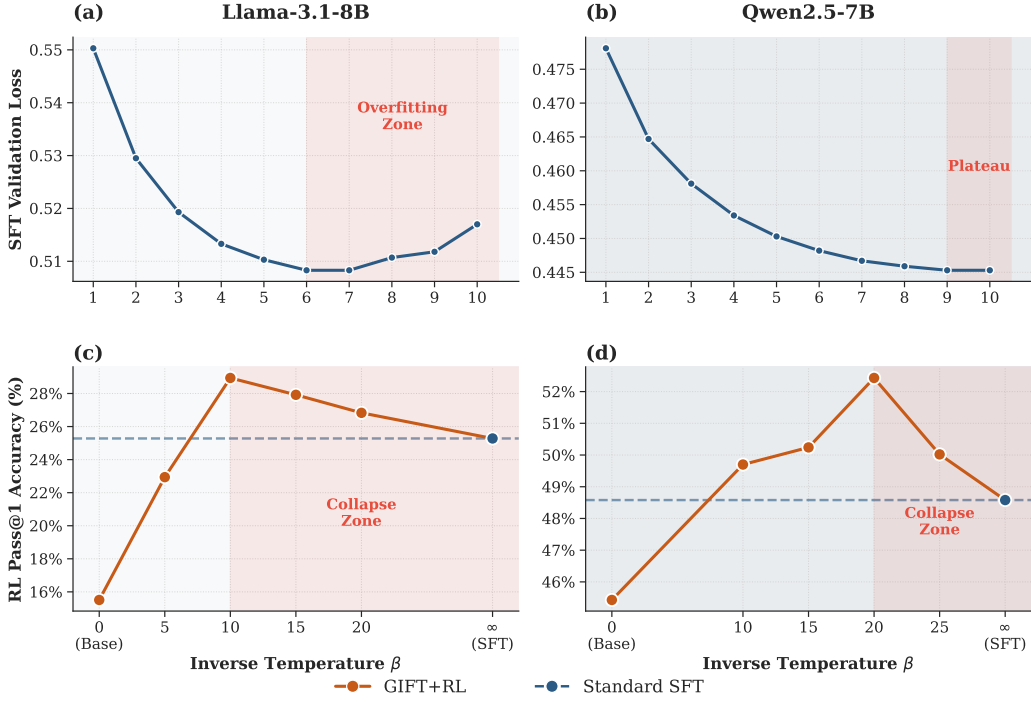 (a)
Llama-3.1-8B
SFT Validation Loss
0.55
0.54
0.53
0.52
0.51
Overfitting
Zone
1 2 3 4 5 6 7 8 9 10
(b)
Qwen2.5-7B
0.475
0.470
0.465
0.460
0.455
0.450
0.445
Plateau
1 2 3 4 5 6 7 8 9 10
(c)
RL Pass@1 Accuracy (%)
28%
26%
24%
22%
20%
18%
16%
Collapse
Zone
0 5 10 15 20 ∞
(Base) (SFT)
Inverse Temperature β
(d)
52%
51%
50%
49%
48%
47%
46%
Collapse
Zone
0 10 15 20 25 ∞
(Base) (SFT)
Inverse Temperature β
GIFT+RL Standard SFT